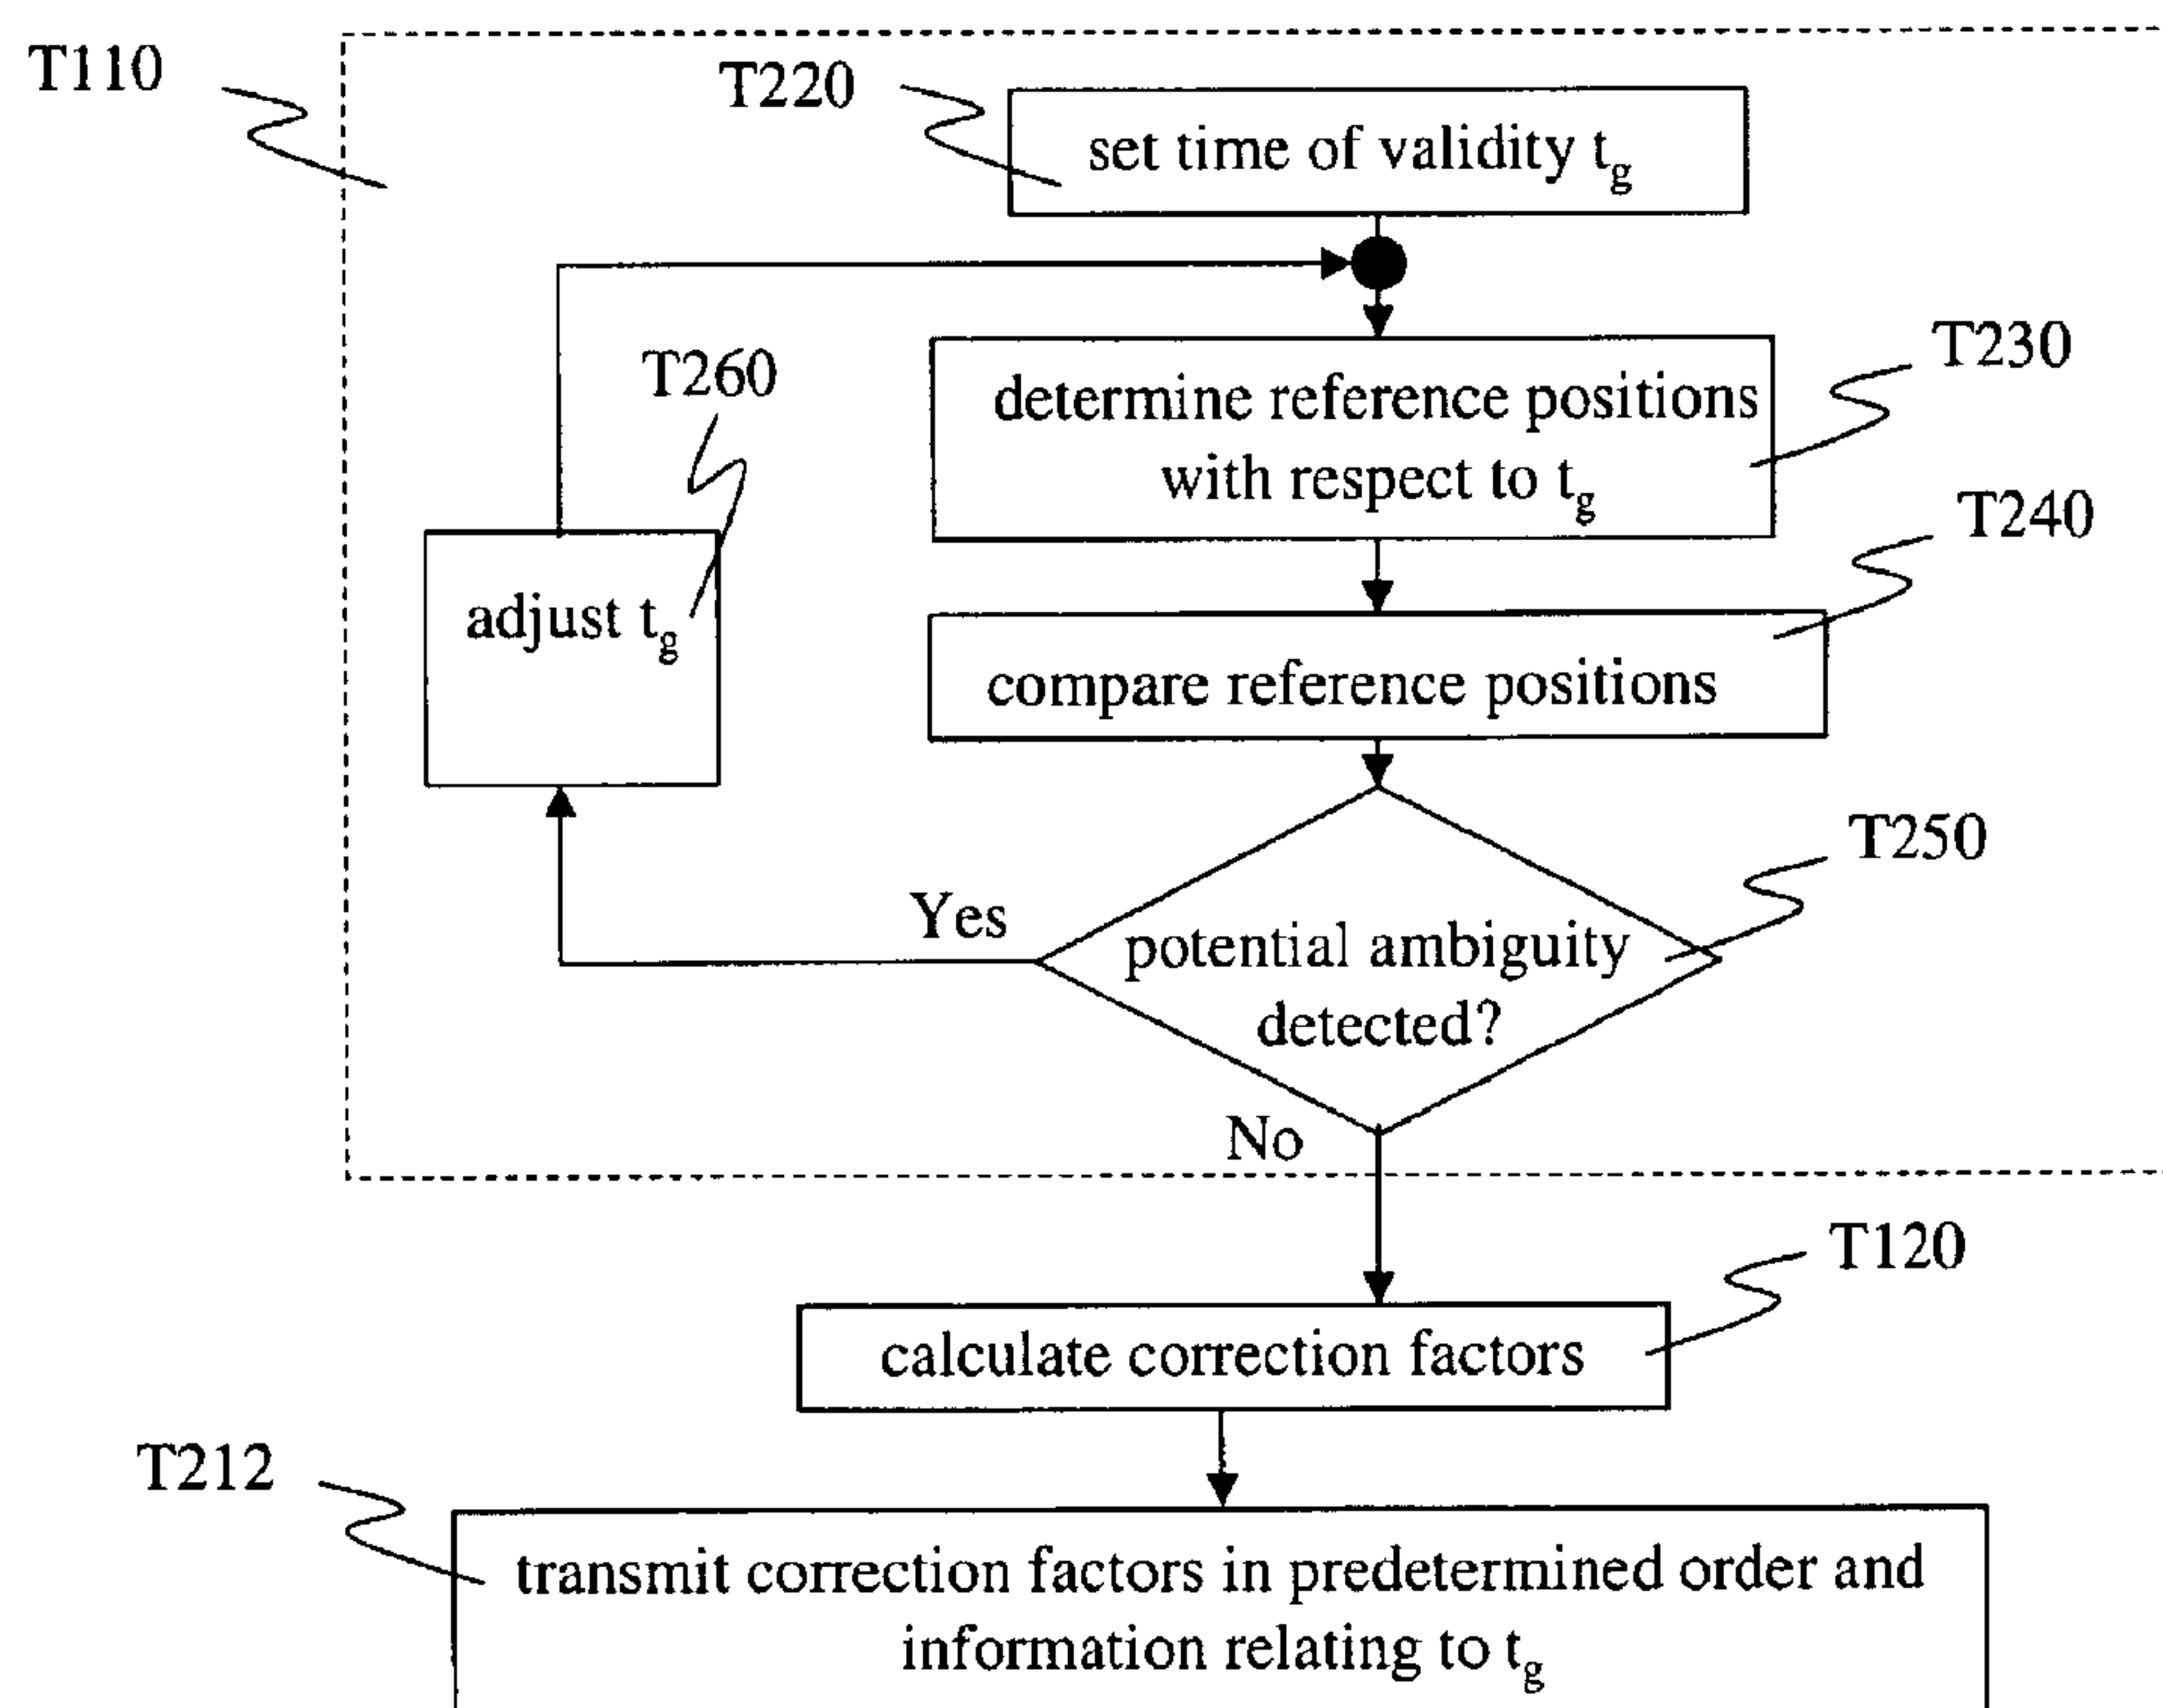 T110
T220
set time of validity tg
T260
T230
determine reference positions
with respect to tg
T240
adjust tg
compare reference positions
T250
Yes
potential ambiguity
detected?
No
T120
calculate correction factors
T212
transmit correction factors in predetermined order and
information relating to tg